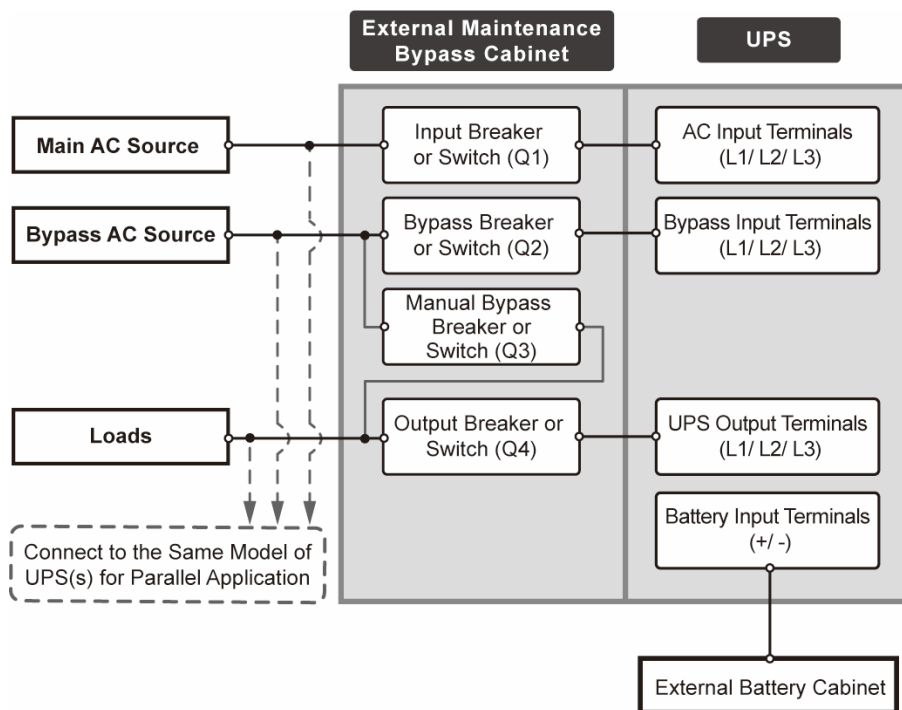 External Maintenance
Bypass Cabinet
UPS
Main AC Source
Input Breaker
or Switch (Q1)
AC Input Terminals
(L1/ L2/ L3)
Bypass AC Source
Bypass Breaker
or Switch (Q2)
Bypass Input Terminals
(L1/ L2/ L3)
Manual Bypass
Breaker or
Switch (Q3)
Loads
Output Breaker or
Switch (Q4)
UPS Output Terminals
(L1/ L2/ L3)
Battery Input Terminals
(+/ -)
Connect to the Same Model of
UPS(s) for Parallel Application
External Battery Cabinet